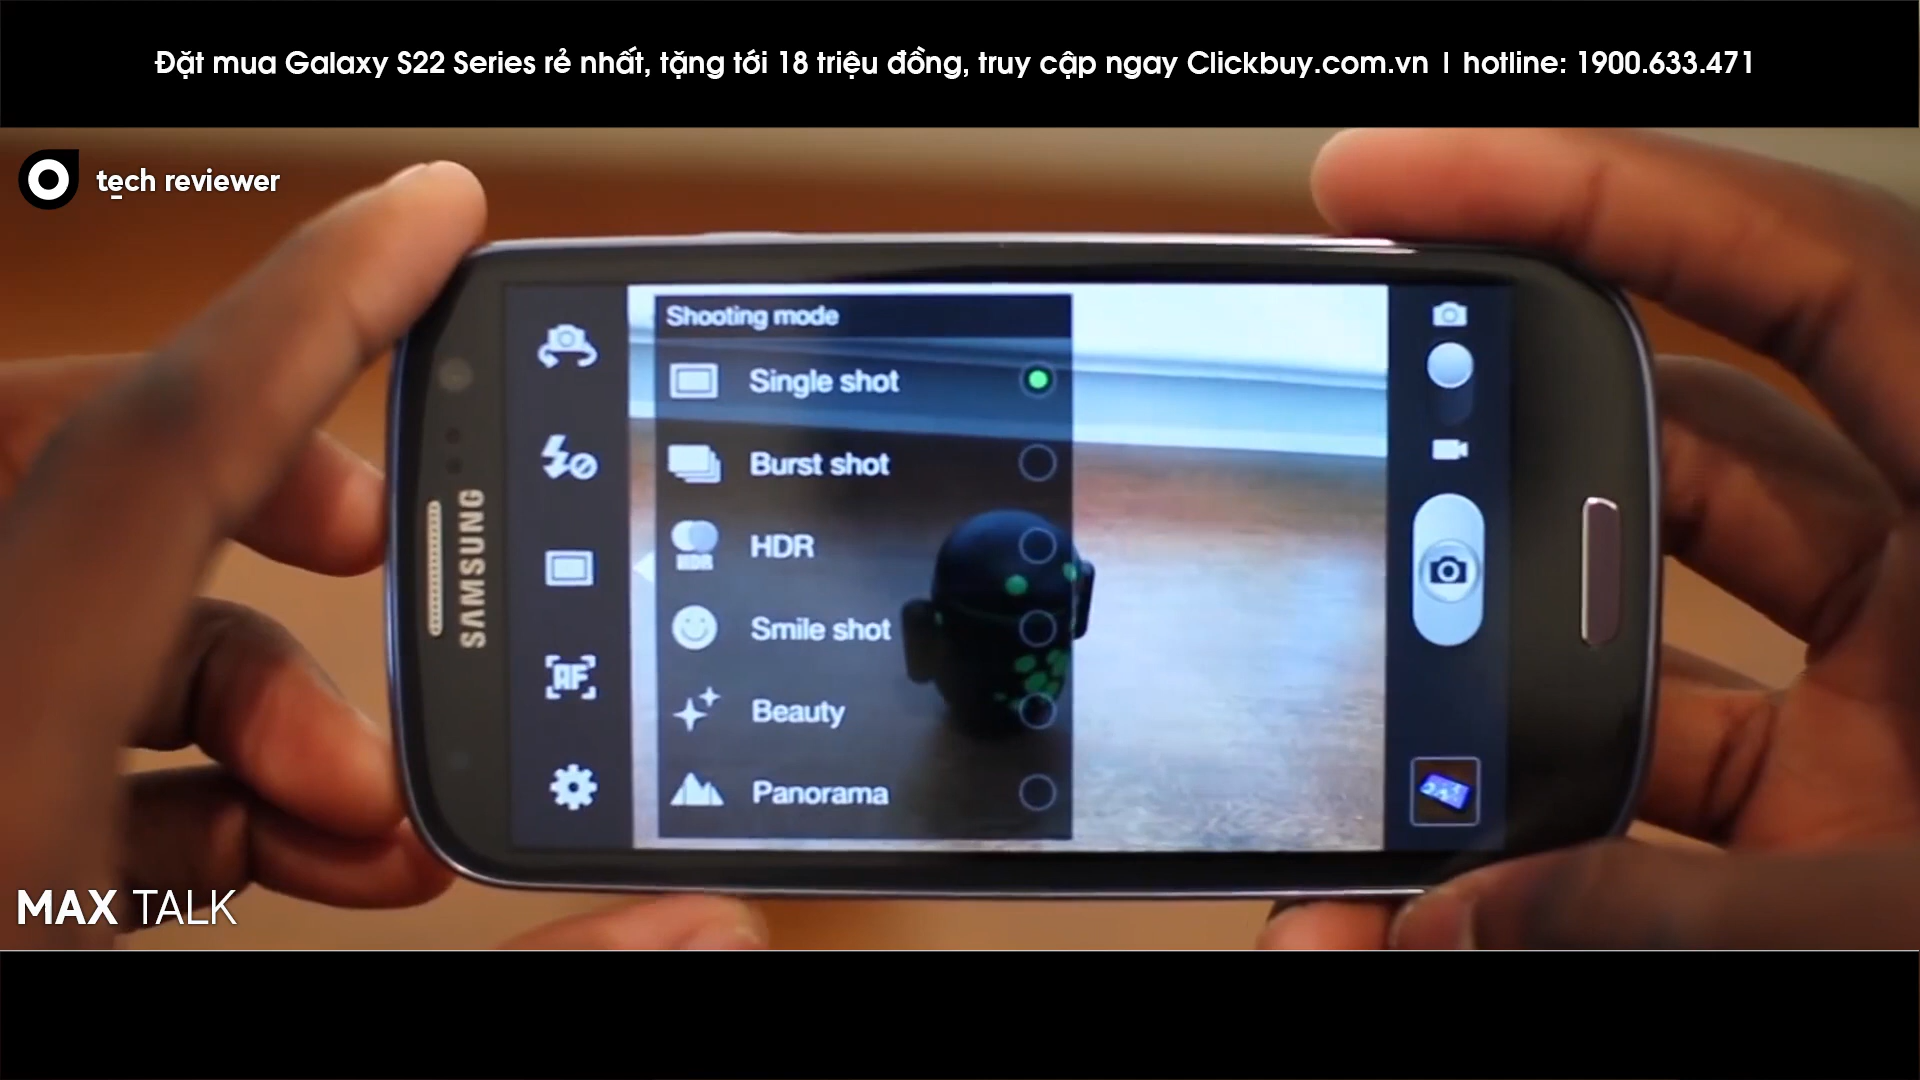 Đặt mua Galaxy S22 Series rẻ nhất, tặng tới 18 triệu đồng, truy cập ngay Clickbuy.com.vn | hotline: 1900.633.471
tech reviewer
SAMSUNG
Shooting mode
Single shot
Burst shot
HDR
HDR
Smile shot
AF
Beauty
Panorama
MAX TALK